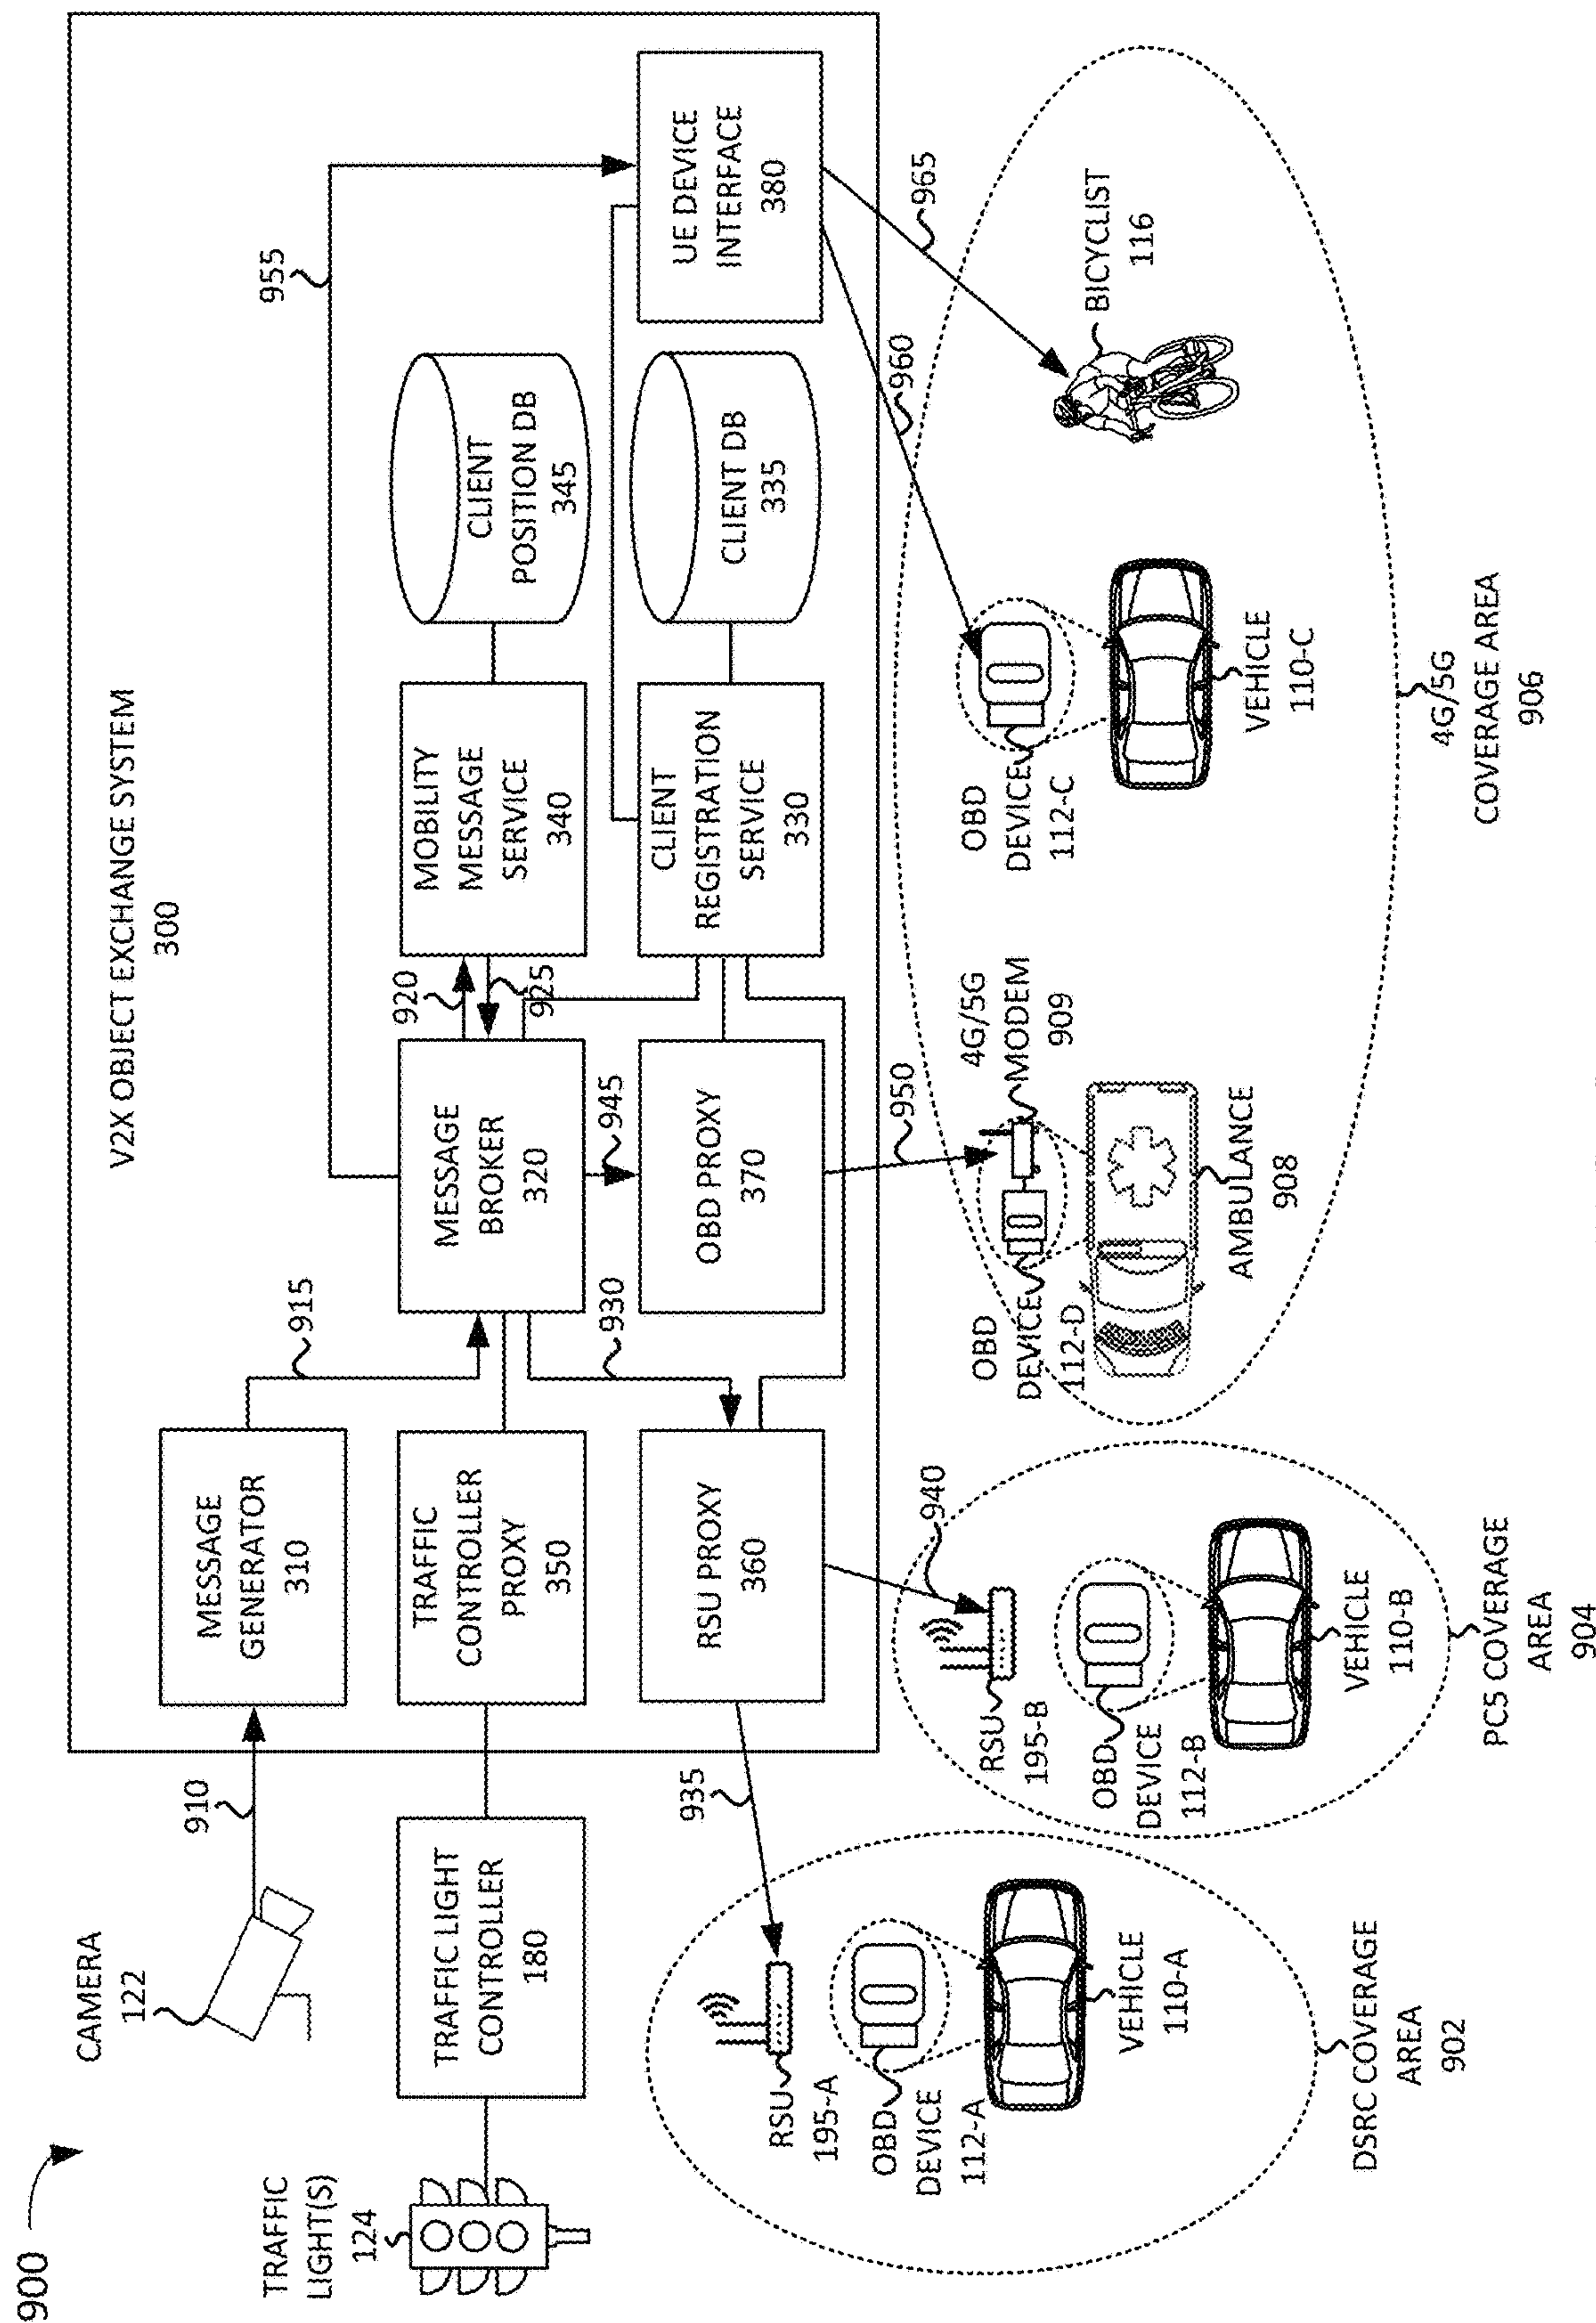 900
V2X OBJECT EXCHANGE SYSTEM
300
CAMERA
122
910
MESSAGE
GENERATOR
310
915
955
TRAFFIC
LIGHT(S)
124
TRAFFIC LIGHT
CONTROLLER
180
TRAFFIC
CONTROLLER
PROXY
350
MESSAGE
BROKER
320
920
925
MOBILITY
MESSAGE
SERVICE
340
CLIENT
POSITION DB
345
930
945
935
RSU PROXY
360
OBD PROXY
370
CLIENT
REGISTRATION
SERVICE
330
CLIENT DB
335
UE DEVICE
INTERFACE
380
940
950
960
965
RSU
195-A
OBD
DEVICE
112-A
VEHICLE
110-A
DSRC COVERAGE
AREA
902
RSU
195-B
OBD
DEVICE
112-B
VEHICLE
110-B
PC5 COVERAGE
AREA
904
OBD
DEVICE
112-D
4G/5G
MODEM
909
AMBULANCE
908
OBD
DEVICE
112-C
VEHICLE
110-C
BICYCLIST
116
4G/5G
COVERAGE AREA
906